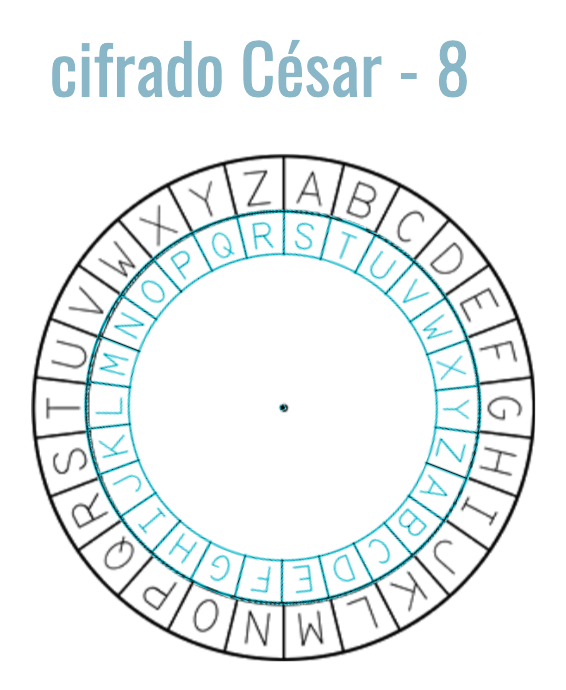 cifrado César - 8
A B C D E F G H I J K L M N O P Q R S T U V W X Y Z
S T U V W X Y Z A B C D E F G H I J K L M N O P Q R